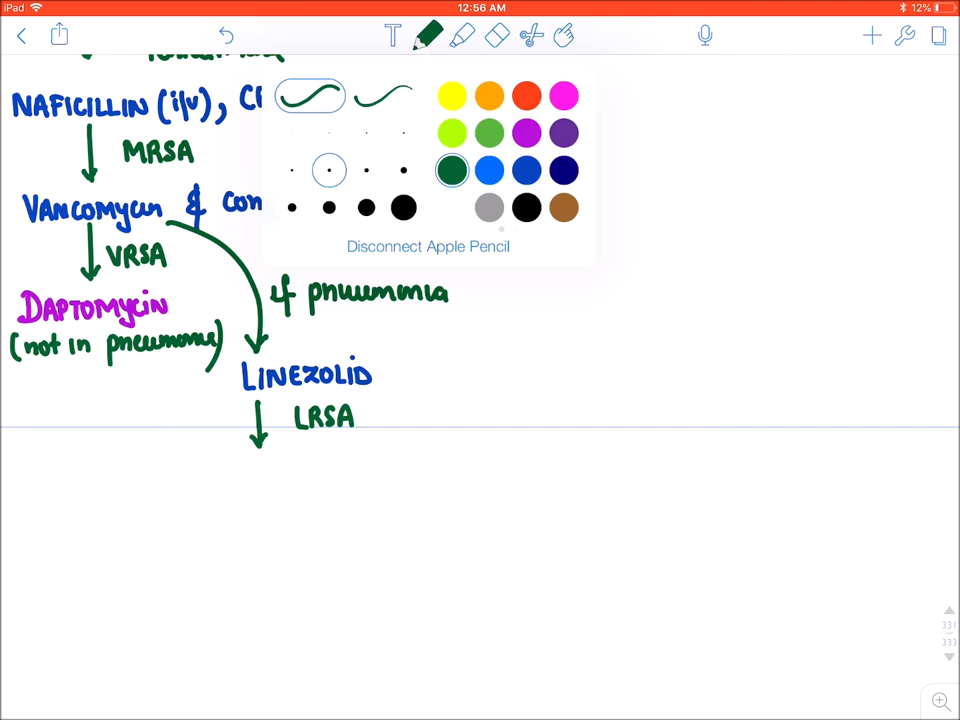 iPad 12:56 AM 12%
T
NAFICILLIN (i/v), Cl
MRSA
VANCOMYCIN & con
Disconnect Apple Pencil
VRSA
if pneumonia
DAPTOMYCIN
(not in pneumonia)
LINEZOLID
LRSA
331
333